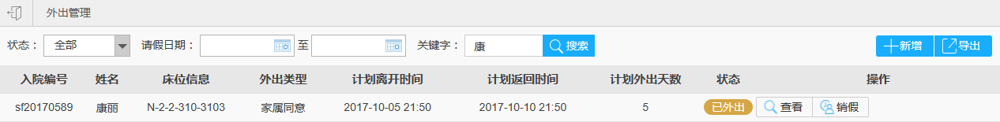 外出管理
状态： 全部 请假日期： 至 关键字： 康 搜索 新增 导出
入院编号 姓名 床位信息 外出类型 计划离开时间 计划返回时间 计划外出天数 状态 操作
sf20170589 康丽 N-2-2-310-3103 家属同意 2017-10-05 21:50 2017-10-10 21:50 5 已外出 查看 销假